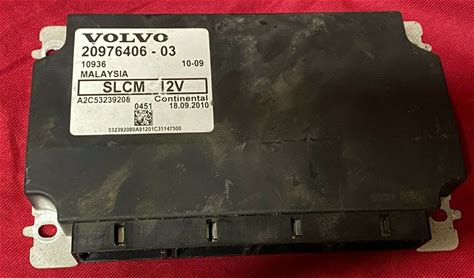 VOLVO
20976406 - 03
10936 10-09
MALAYSIA
SLCM 12V
A2C53239208 Continental
0451 18.09.2010
532392080A91201C31147500